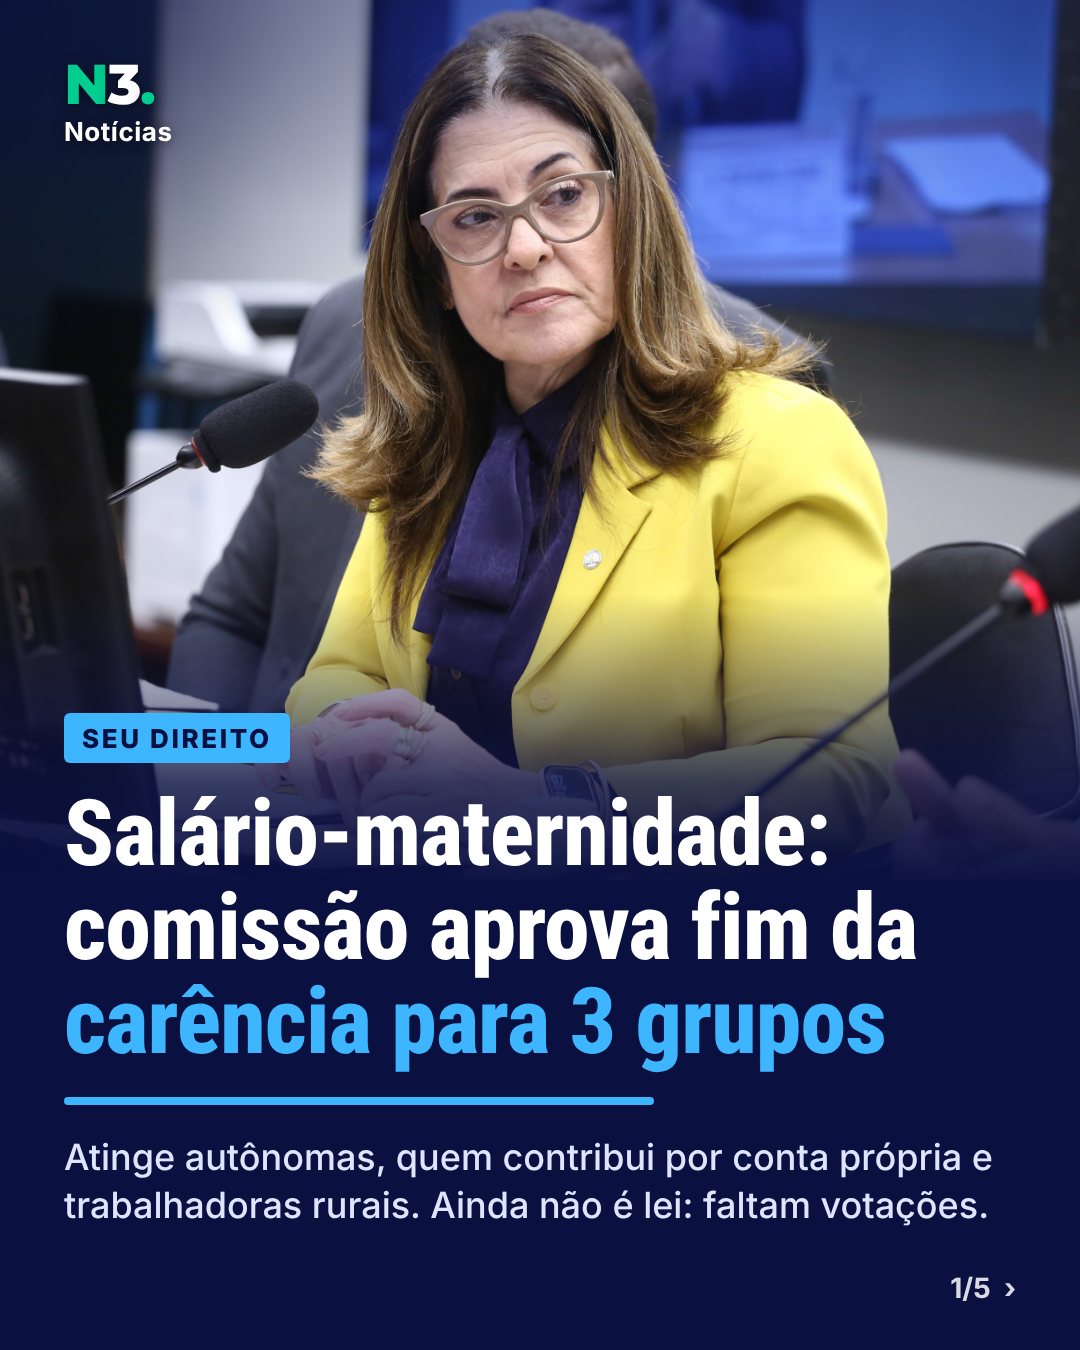 N3.
Notícias
SEU DIREITO
Salário-maternidade:
comissão aprova fim da
carência para 3 grupos
Atinge autônomas, quem contribui por conta própria e
trabalhadoras rurais. Ainda não é lei: faltam votações.
1/5 ›